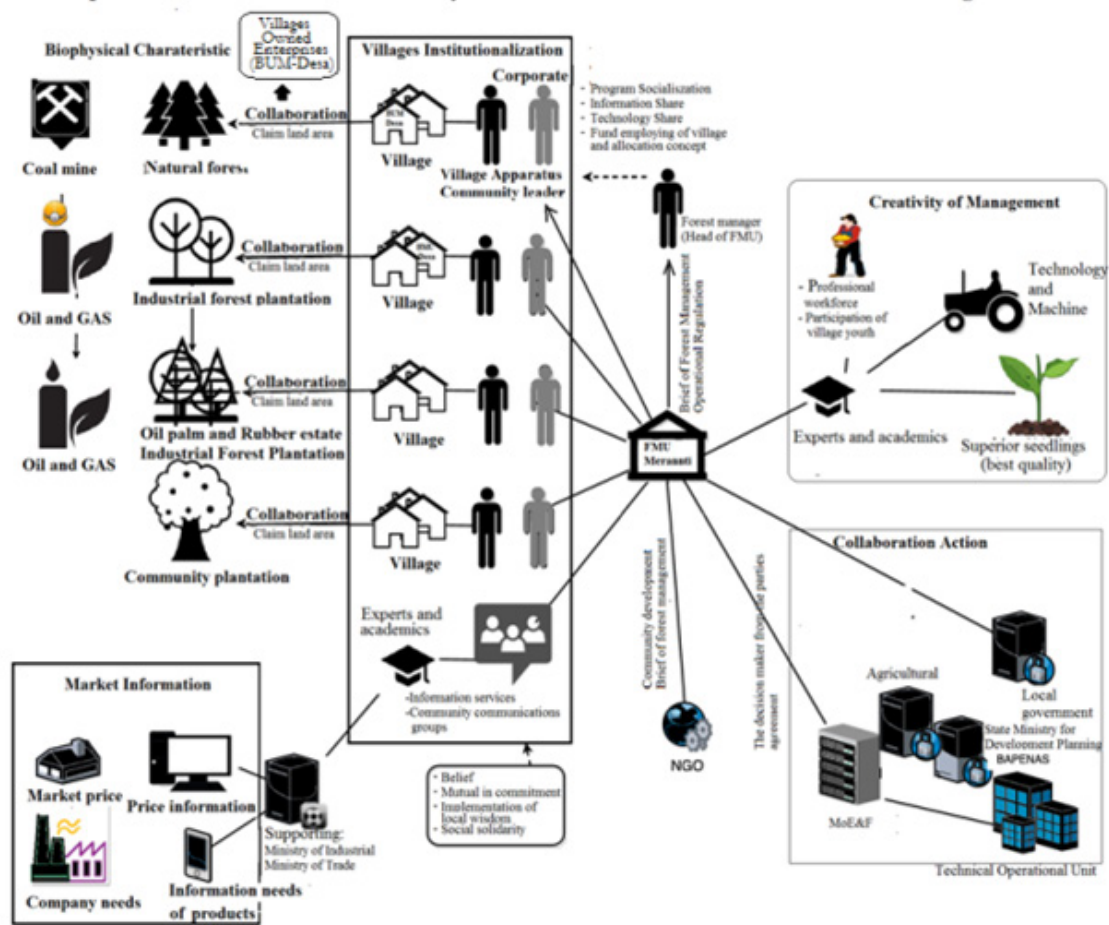 Villages
Owned
Enterprises
(BUM-Desa)
Biophysical Charateristic
Villages Institutionalization
Corporate
- Program Socialiszation
- Information Share
- Technology Share
- Fund employing of village
and allocation concept
Coal mine
Natural fores
Collaboration
Claim land area
BUM
Desa
Village
Village Apparatus
Community leader
Forest manager
(Head of FMU)
Oil and GAS
Industrial forest plantation
Collaboration
Claim land area
Desa
Village
Brief of Forest Management
Operational Regulation
Creativity of Management
- Professional
workforce
- Participation of
village youth
Technology
and
Machine
Experts and academics
Superior seedlings
(best quality)
Oil and GAS
Oil palm and Rubber estate
Industrial Forest Plantation
Collaboration
Claim land area
Village
FMU
Meranti
Community plantation
Collaboration
Claim land area
Village
Experts and
academics
-Information services
-Community communications
groups
Community development
Brief of forest management
NGO
The decision maker from the parties
agreement
Collaboration Action
Agricultural
Local
government
State Ministry for
Development Planning
BAPENAS
MoE&F
Technical Operational Unit
Market Information
Market price
Price information
Company needs
Information needs
of products
Supporting:
Ministry of Industrial
Ministry of Trade
- Belief
- Mutual in commitment
- Implementation of
local wisdom
- Social solidarity